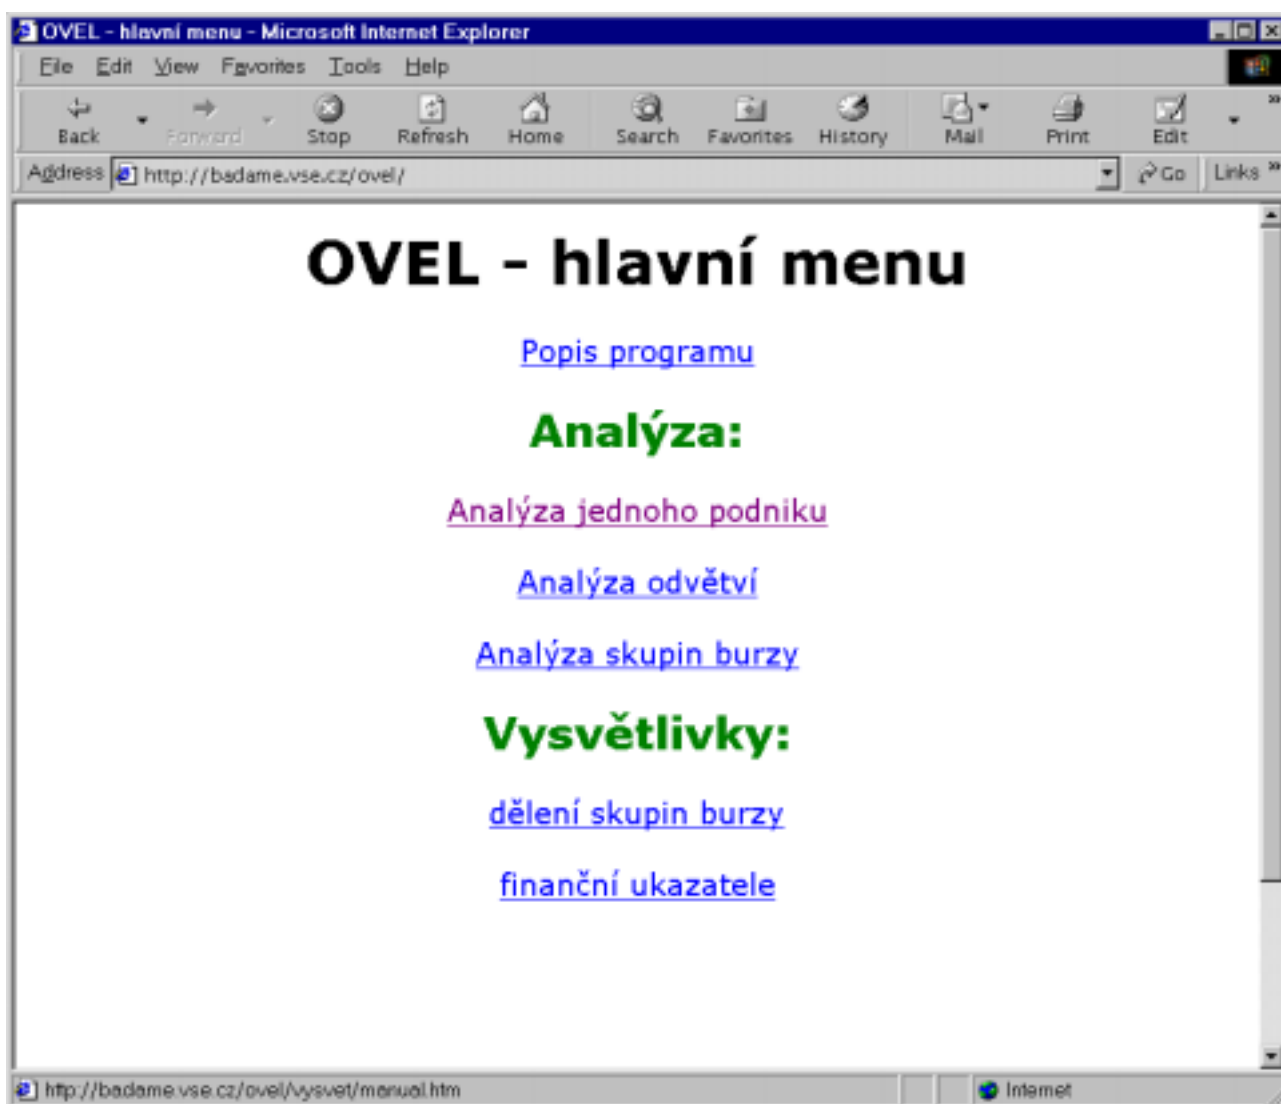 OVEL - hlavní menu - Microsoft Internet Explorer
File Edit View Favorites Tools Help
Back Forward Stop Refresh Home Search Favorites History Mail Print Edit »
Address http://badame.vse.cz/ovel/ Go Links »
OVEL - hlavní menu
Popis programu
Analýza:
Analýza jednoho podniku
Analýza odvětví
Analýza skupin burzy
Vysvětlivky:
dělení skupin burzy
finanční ukazatele
http://badame.vse.cz/ovel/vysvet/manual.htm Internet